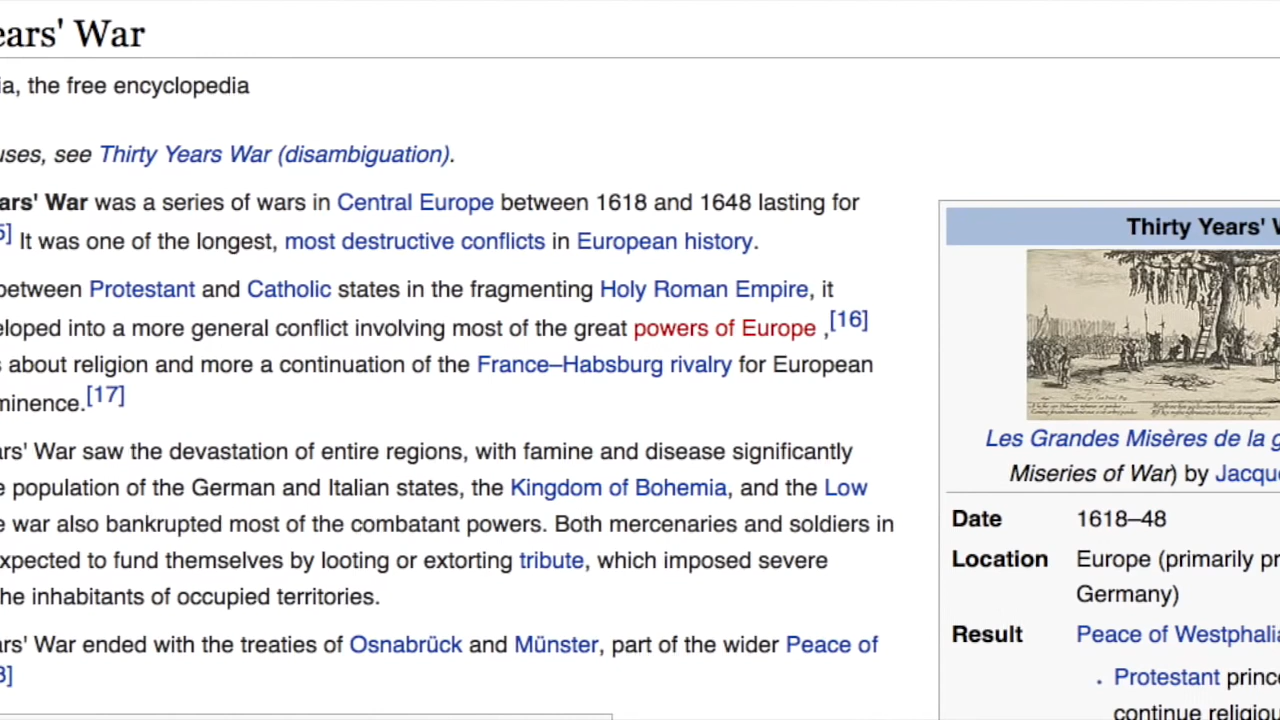 ears' War
ia, the free encyclopedia
uses, see Thirty Years War (disambiguation).
ars' War was a series of wars in Central Europe between 1618 and 1648 lasting for
5] It was one of the longest, most destructive conflicts in European history.
between Protestant and Catholic states in the fragmenting Holy Roman Empire, it
eloped into a more general conflict involving most of the great powers of Europe ,[16]
s about religion and more a continuation of the France–Habsburg rivalry for European
minence.[17]
ars' War saw the devastation of entire regions, with famine and disease significantly
e population of the German and Italian states, the Kingdom of Bohemia, and the Low
e war also bankrupted most of the combatant powers. Both mercenaries and soldiers in
xpected to fund themselves by looting or extorting tribute, which imposed severe
he inhabitants of occupied territories.
ars' War ended with the treaties of Osnabrück and Münster, part of the wider Peace of
8]
Thirty Years' W
Les Grandes Misères de la g
Miseries of War) by Jacque
Date 1618–48
Location Europe (primarily pr
Germany)
Result Peace of Westphalia
• Protestant prince
continue religiou